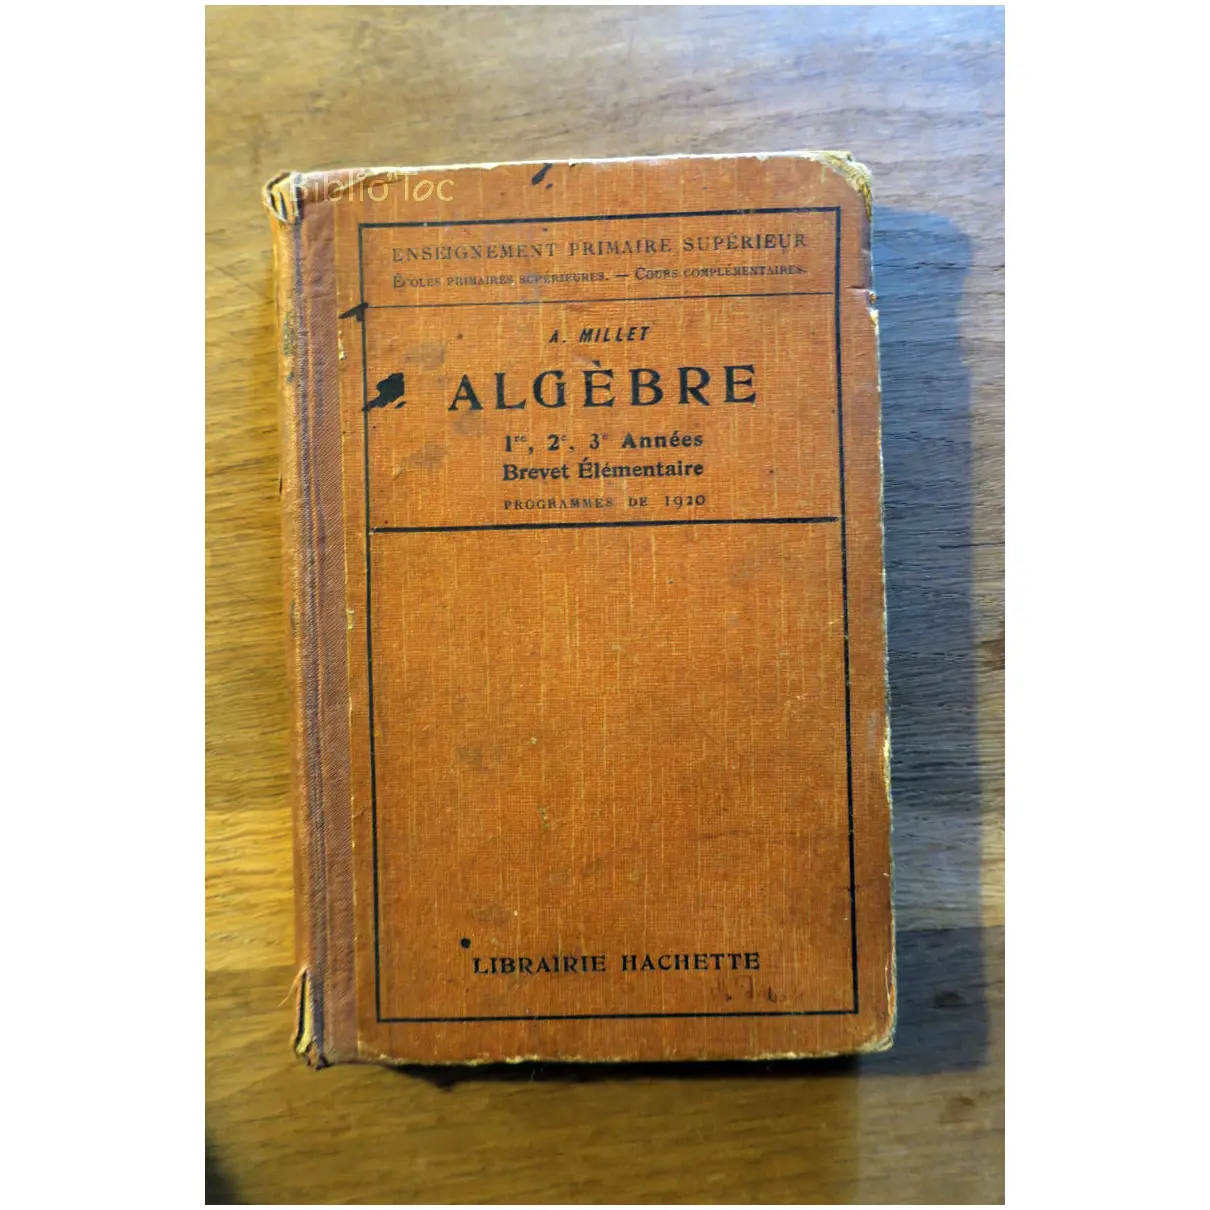 Biblio'Toc
ENSEIGNEMENT PRIMAIRE SUPÉRIEUR
ÉCOLES PRIMAIRES SUPÉRIEURES. — COURS COMPLÉMENTAIRES.
A. MILLET
ALGÈBRE
1re, 2e, 3e Années
Brevet Élémentaire
PROGRAMMES DE 1920
LIBRAIRIE HACHETTE